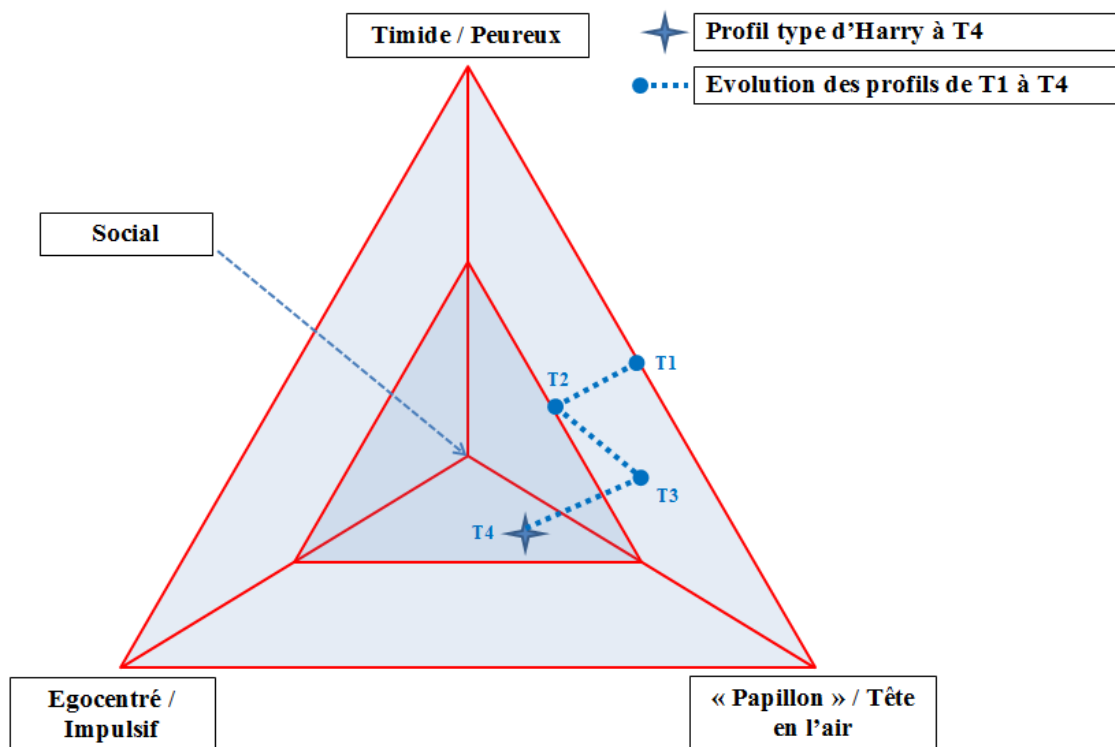 Timide / Peureux
Profil type d'Harry à T4
Evolution des profils de T1 à T4
Social
T1
T2
T3
T4
Egocentré /
Impulsif
« Papillon » / Tête
en l'air